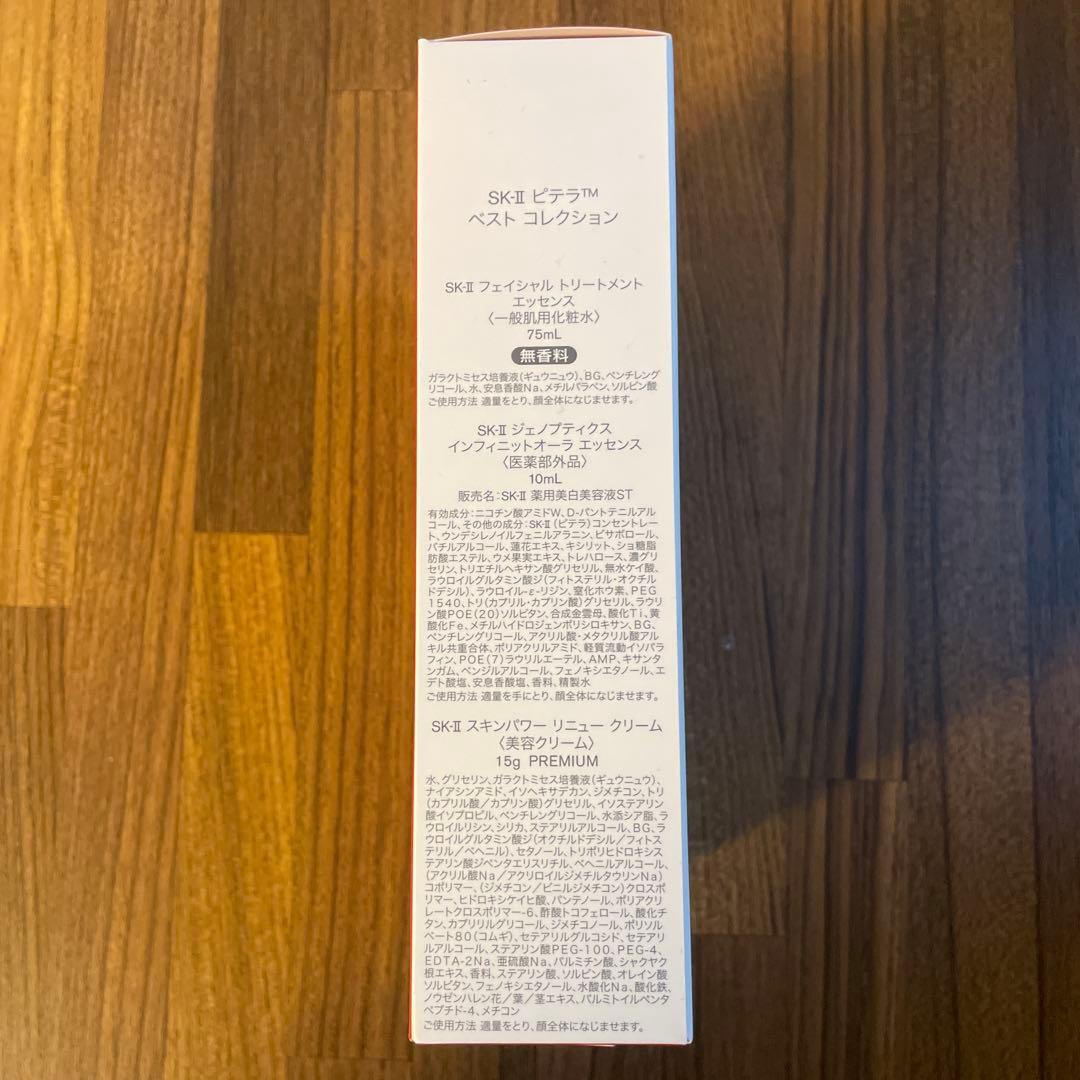 SK-Ⅱ ピテラ™
ベスト コレクション
SK-Ⅱ フェイシャル トリートメント
エッセンス
〈一般肌用化粧水〉
75mL
無香料
ガラクトミセス培養液(ギュウニュウ)、BG、ペンチレング
リコール、水、安息香酸Na、メチルパラベン、ソルビン酸
ご使用方法 適量をとり、顔全体になじませます。
SK-Ⅱ ジェノプティクス
インフィニットオーラ エッセンス
〈医薬部外品〉
10mL
販売名:SK-Ⅱ 薬用美白美容液ST
有効成分:ニコチン酸アミドW、D-パントテニルアル
コール、その他の成分:SK-Ⅱ(ピテラ)コンセントレー
ト、ウンデシレノイルフェニルアラニン、ビサボロール、
バチルアルコール、蓮花エキス、キシリット、ショ糖脂
肪酸エステル、ウメ果実エキス、トレハロース、濃グリ
セリン、トリエチルヘキサン酸グリセリル、無水ケイ酸、
ラウロイルグルタミン酸ジ(フィトステリル・オクチル
ドデシル)、ラウロイル-ε-リジン、窒化ホウ素、PEG
1540、トリ(カプリル・カプリン酸)グリセリル、ラウリ
ン酸POE(20)ソルビタン、合成金雲母、酸化Ti、黄
酸化Fe、メチルハイドロジェンポリシロキサン、BG、
ペンチレングリコール、アクリル酸・メタクリル酸アル
キル共重合体、ポリアクリルアミド、軽質流動イソパラ
フィン、POE(7)ラウリルエーテル、AMP、キサンタ
ンガム、ベンジルアルコール、フェノキシエタノール、エ
デト酸塩、安息香酸塩、香料、精製水
ご使用方法 適量を手にとり、顔全体になじませます。
SK-Ⅱ スキンパワー リニュー クリーム
〈美容クリーム〉
15g PREMIUM
水、グリセリン、ガラクトミセス培養液(ギュウニュウ)、
ナイアシンアミド、イソヘキサデカン、ジメチコン、トリ
(カプリル酸/カプリン酸)グリセリル、イソステアリン
酸イソプロピル、ペンチレングリコール、水添シア脂、ラ
ウロイルリシン、シリカ、ステアリルアルコール、BG、ラ
ウロイルグルタミン酸ジ(オクチルドデシル/フィトス
テリル/ベヘニル)、セタノール、トリポリヒドロキシス
テアリン酸ジペンタエリスリチル、ベヘニルアルコール、
(アクリル酸Na/アクリロイルジメチルタウリンNa)
コポリマー、(ジメチコン/ビニルジメチコン)クロスポ
リマー、ヒドロキシケイヒ酸、パンテノール、ポリアクリ
レートクロスポリマー-6、酢酸トコフェロール、酸化チ
タン、カプリリルグリコール、ジメチコノール、ポリソル
ベート80(コムギ)、セテアリルグルコシド、セテアリ
ルアルコール、ステアリン酸PEG-100、PEG-4、
EDTA-2Na、亜硫酸Na、パルミチン酸、シャクヤク
根エキス、香料、ステアリン酸、ソルビン酸、オレイン酸
ソルビタン、フェノキシエタノール、水酸化Na、酸化鉄、
ノウゼンハレン花/葉/茎エキス、パルミトイルペンタ
ペプチド-4、メチコン
ご使用方法 適量をとり、顔全体になじませます。